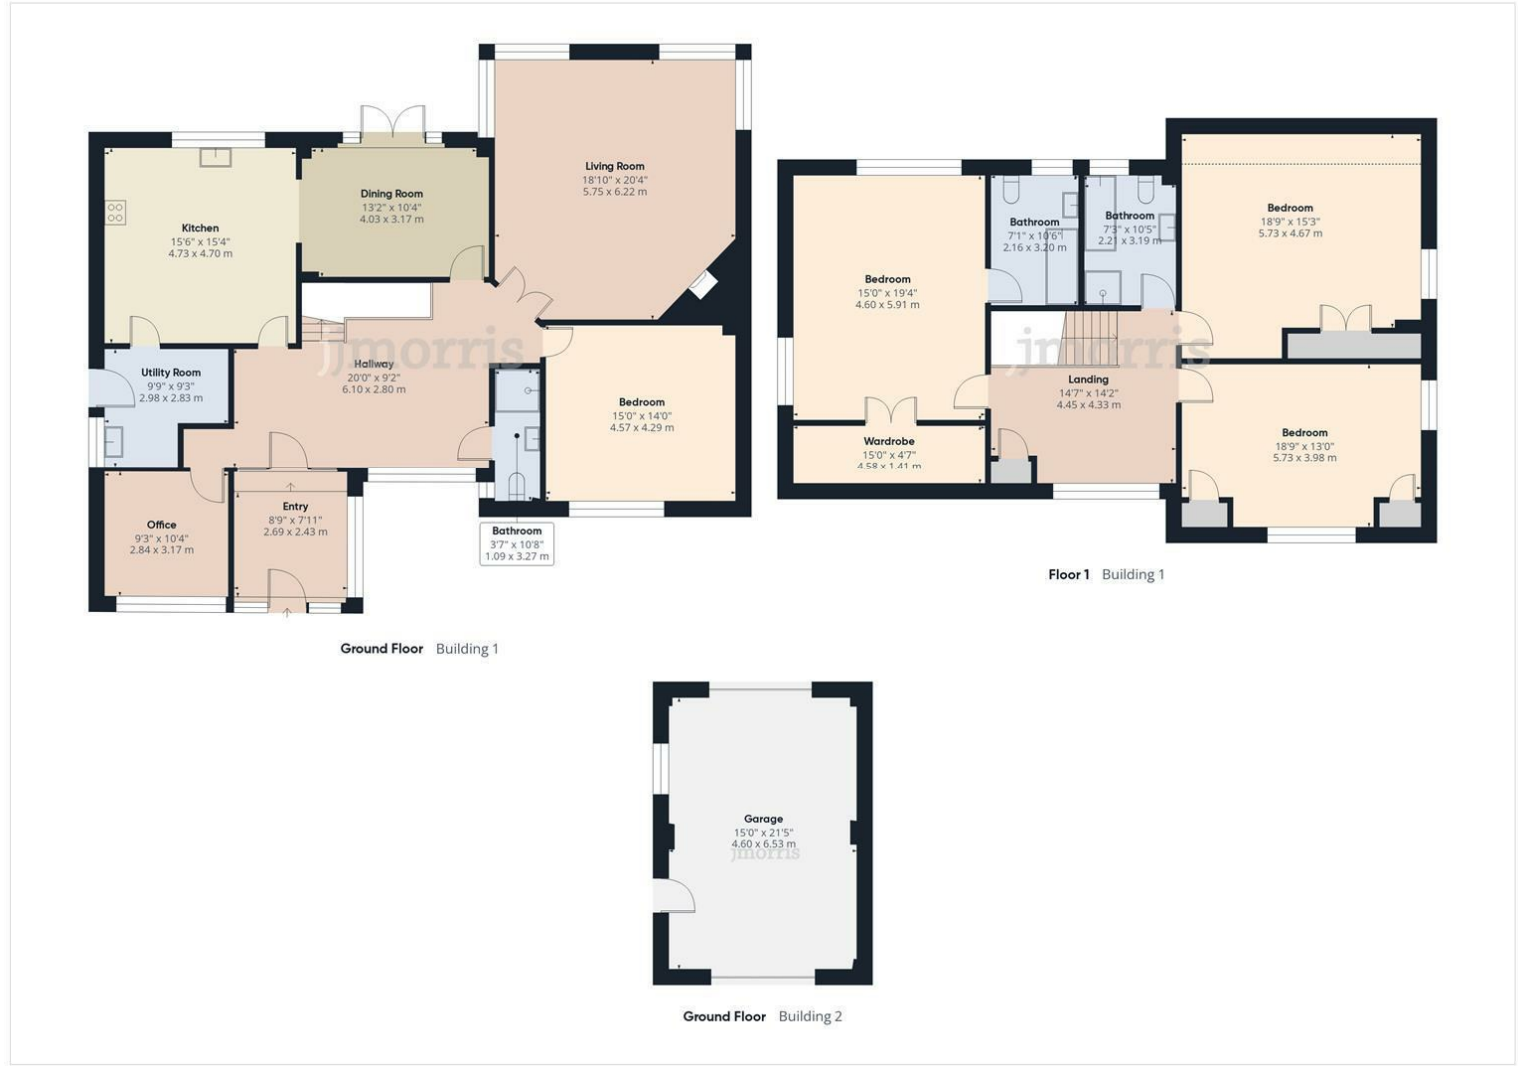 Living Room
18'10" x 20'4"
5.75 x 6.22 m
Dining Room
13'2" x 10'4"
4.03 x 3.17 m
Kitchen
15'6" x 15'4"
4.73 x 4.70 m
Utility Room
9'9" x 9'3"
2.98 x 2.83 m
jjmorris
Hallway
20'0" x 9'2"
6.10 x 2.80 m
Bedroom
15'0" x 14'0"
4.57 x 4.29 m
Office
9'3" x 10'4"
2.84 x 3.17 m
Entry
8'9" x 7'11"
2.69 x 2.43 m
Bathroom
3'7" x 10'8"
1.09 x 3.27 m
Ground Floor Building 1
Bedroom
15'0" x 19'4"
4.60 x 5.91 m
Bathroom
7'1" x 10'6"
2.16 x 3.20 m
Bathroom
7'3" x 10'5"
2.21 x 3.19 m
Bedroom
18'9" x 15'3"
5.73 x 4.67 m
jjmorris
Landing
14'7" x 14'2"
4.45 x 4.33 m
Wardrobe
15'0" x 4'7"
4.58 x 1.41 m
Bedroom
18'9" x 13'0"
5.73 x 3.98 m
Floor 1 Building 1
Garage
15'0" x 21'5"
4.60 x 6.53 m
jjmorris
Ground Floor Building 2